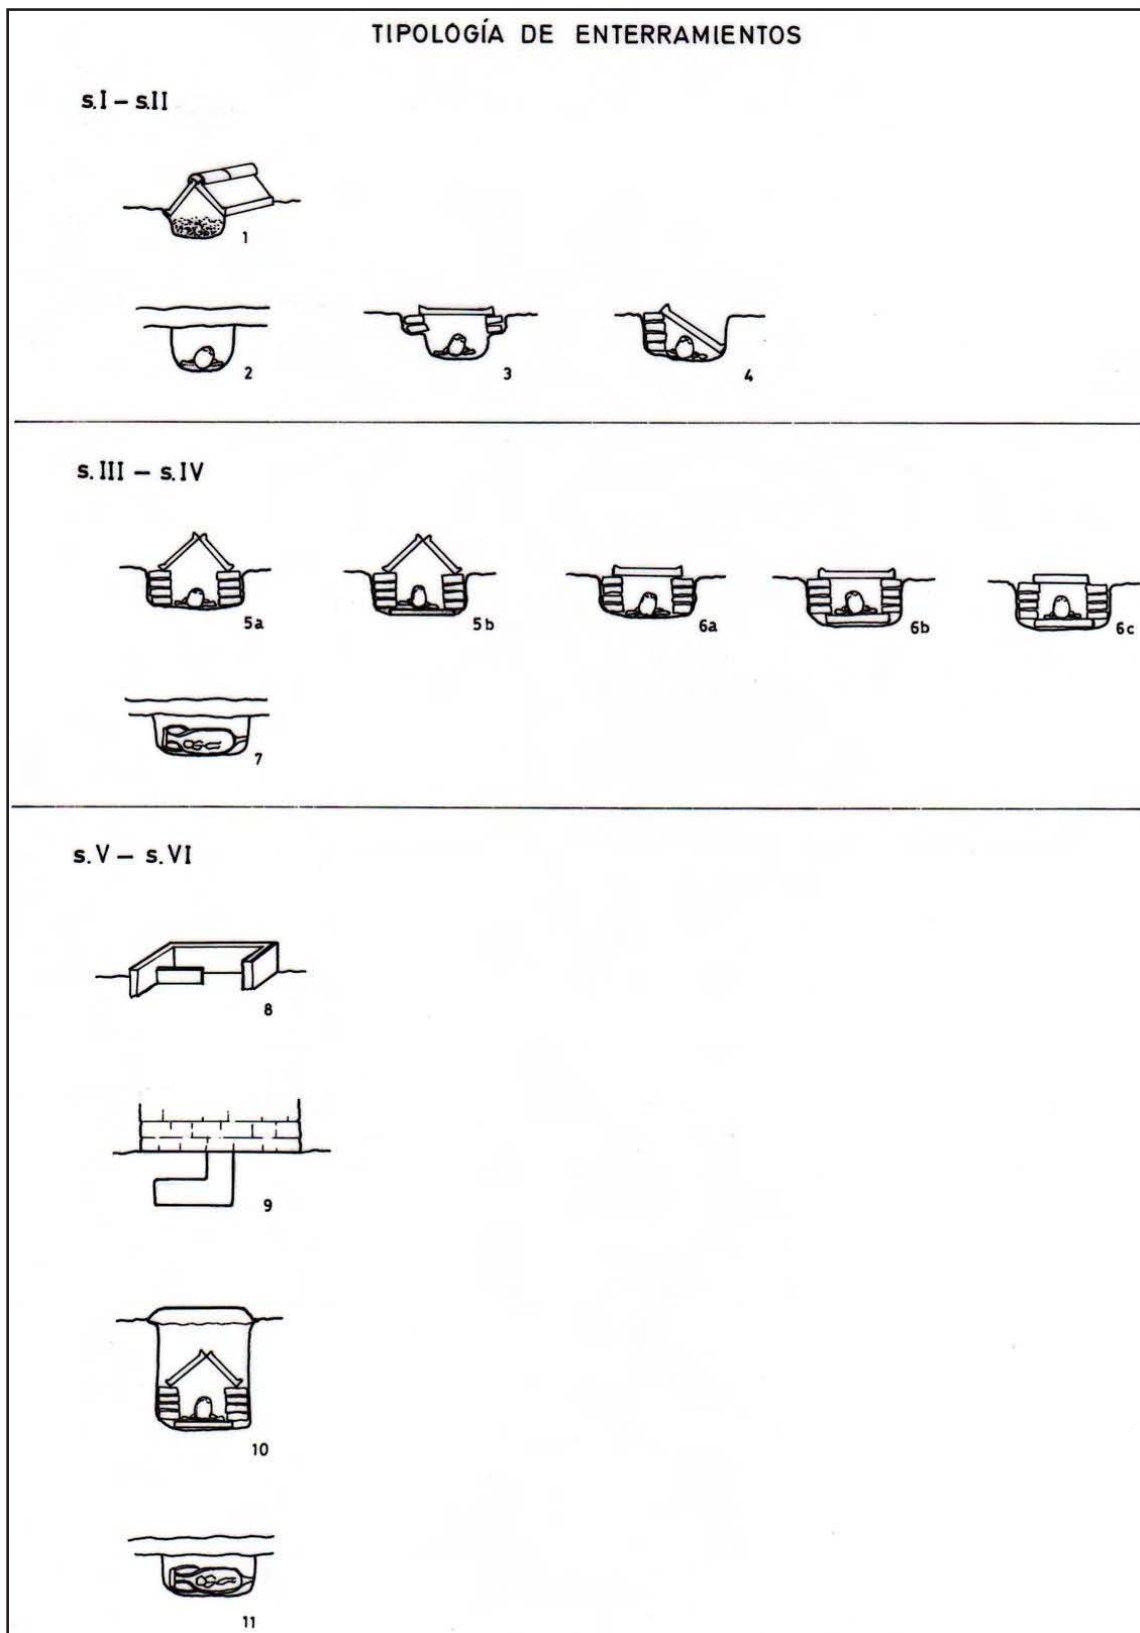 TIPOLOGÍA DE ENTERRAMIENTOS
s.I – s.II
1
2
3
4
s.III – s.IV
5a
5b
6a
6b
6c
7
s.V – s.VI
8
9
10
11